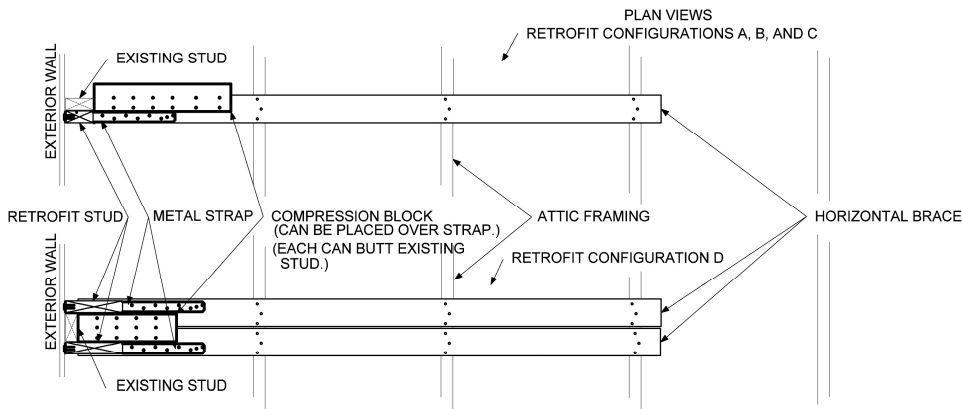 PLAN VIEWS
RETROFIT CONFIGURATIONS A, B, AND C
EXISTING STUD
EXTERIOR WALL
RETROFIT STUD
METAL STRAP
COMPRESSION BLOCK
(CAN BE PLACED OVER STRAP.)
(EACH CAN BUTT EXISTING
STUD.)
ATTIC FRAMING
HORIZONTAL BRACE
RETROFIT CONFIGURATION D
EXTERIOR WALL
EXISTING STUD